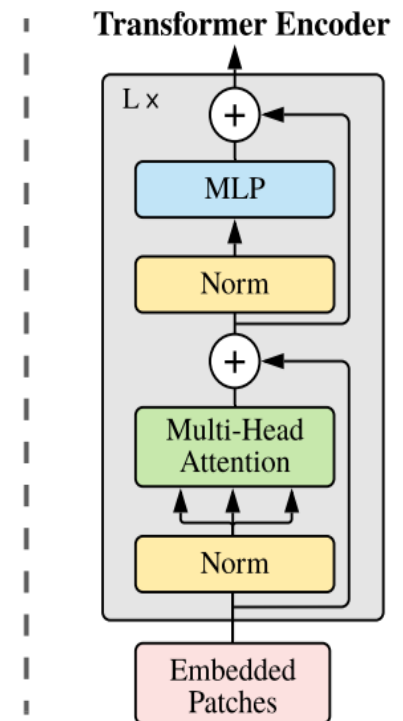 Transformer Encoder
L ×
+
MLP
Norm
+
Multi-Head
Attention
Norm
Embedded
Patches